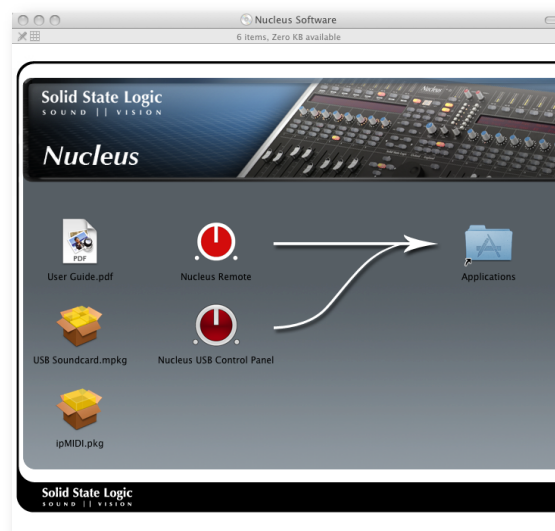 Nucleus Software
6 items, Zero KB available
Solid State Logic
SOUND || VISION
Nucleus
PDF
User Guide.pdf
Nucleus Remote
Applications
USB Soundcard.mpkg
Nucleus USB Control Panel
ipMIDI.pkg
Solid State Logic
SOUND || VISION